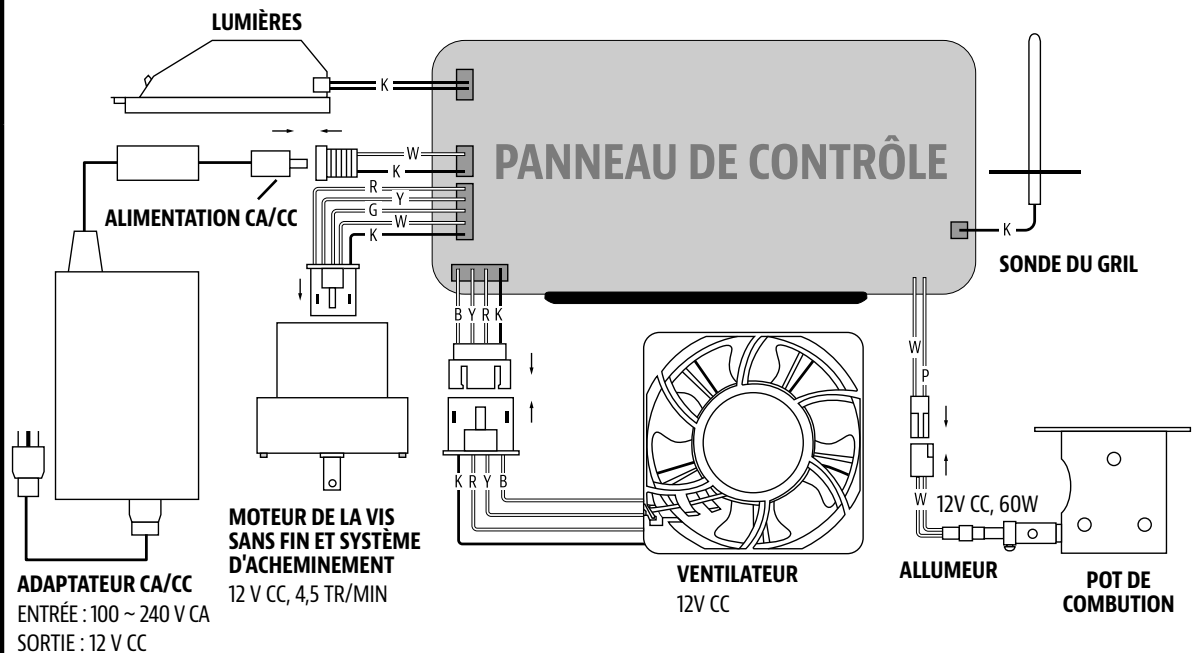 LUMIÈRES
K
PANNEAU DE CONTRÔLE
W
K
ALIMENTATION CA/CC
R
Y
G
W
K
K
SONDE DU GRIL
B Y R K
W
P
K R Y B
W
12V CC, 60W
MOTEUR DE LA VIS
SANS FIN ET SYSTÈME
D'ACHEMINEMENT
12 V CC, 4,5 TR/MIN
VENTILATEUR
12V CC
ALLUMEUR
POT DE
COMBUTION
ADAPTATEUR CA/CC
ENTRÉE : 100 ~ 240 V CA
SORTIE : 12 V CC